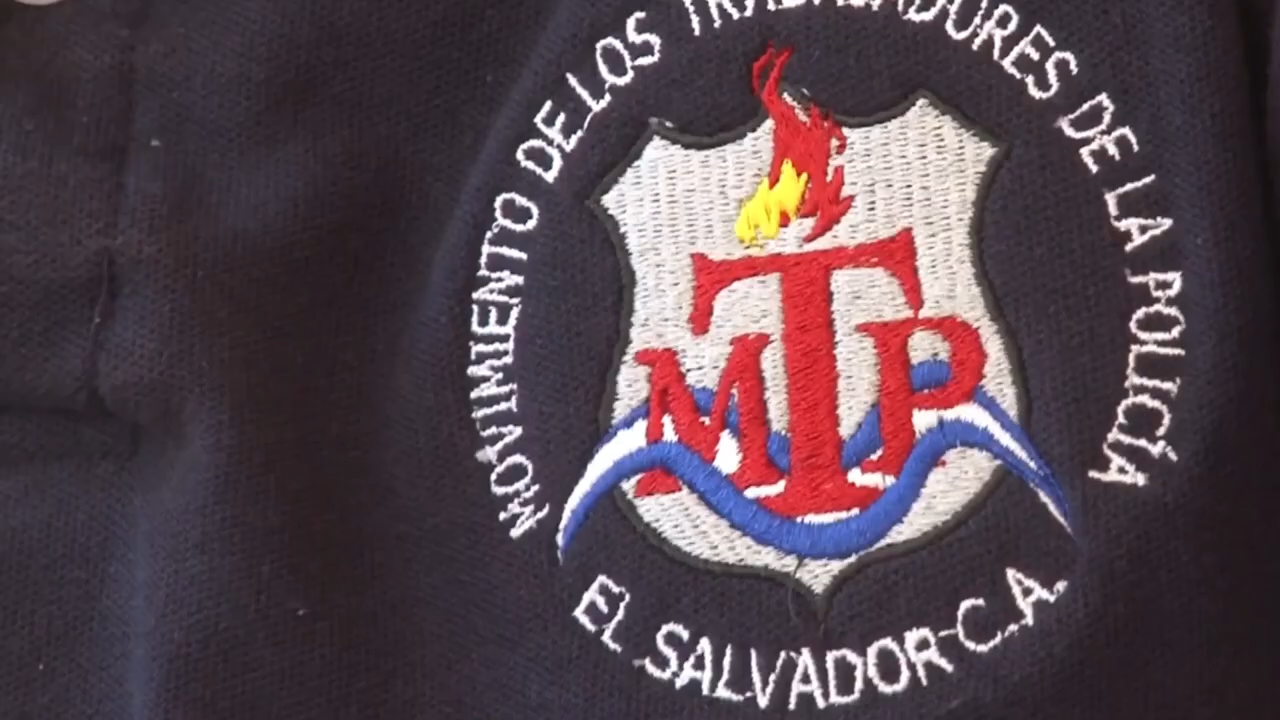 MOVIMIENTO DE LOS TRABAJADORES DE LA POLICÍA
MTP
EL SALVADOR-C.A.